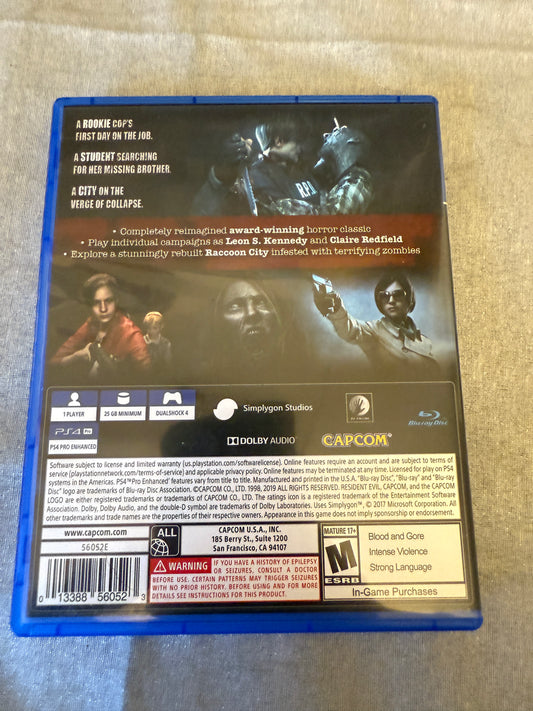 A ROOKIE COP'S
FIRST DAY ON THE JOB.
A STUDENT SEARCHING
FOR HER MISSING BROTHER.
A CITY ON THE
VERGE OF COLLAPSE.
R.P.
• Completely reimagined award-winning horror classic
• Play individual campaigns as Leon S. Kennedy and Claire Redfield
• Explore a stunningly rebuilt Raccoon City infested with terrifying zombies
1 PLAYER
25 GB MINIMUM
DUALSHOCK 4
Simplygon Studios
PS4 Pro
PS4 PRO ENHANCED
DOLBY AUDIO
CAPCOM
Blu-ray Disc
Software subject to license and limited warranty (us.playstation.com/softwarelicense). Online features require an account and are subject to terms of
service (playstationnetwork.com/terms-of-service) and applicable privacy policy. Online features may be terminated at any time. Licensed for play on PS4
systems in the Americas. PS4™Pro Enhanced features vary from title to title. Manufactured and printed in the U.S.A. "Blu-ray Disc", "Blu-ray" and "Blu-ray
Disc" logo are trademarks of Blu-ray Disc Association. ©CAPCOM CO., LTD. 1998, 2019 ALL RIGHTS RESERVED. RESIDENT EVIL, CAPCOM, and the CAPCOM
LOGO are either registered trademarks or trademarks of CAPCOM CO., LTD. The ratings icon is a registered trademark of the Entertainment Software
Association. Dolby, Dolby Audio, and the double-D symbol are trademarks of Dolby Laboratories. Uses Simplygon™, © 2017 Microsoft Corporation. All
other trademarks and trade names are the properties of their respective owners. Appearance in this game does not imply sponsorship or endorsement.
www.capcom.com
56052E
0 13388 56052 3
ALL
CAPCOM U.S.A., INC.
185 Berry St., Suite 1200
San Francisco, CA 94107
WARNING IF YOU HAVE A HISTORY OF EPILEPSY
OR SEIZURES, CONSULT A DOCTOR
BEFORE USE. CERTAIN PATTERNS MAY TRIGGER SEIZURES
WITH NO PRIOR HISTORY. BEFORE USING AND FOR MORE
DETAILS SEE INSTRUCTIONS FOR THIS PRODUCT.
MATURE 17+
M
ESRB
Blood and Gore
Intense Violence
Strong Language
In-Game Purchases